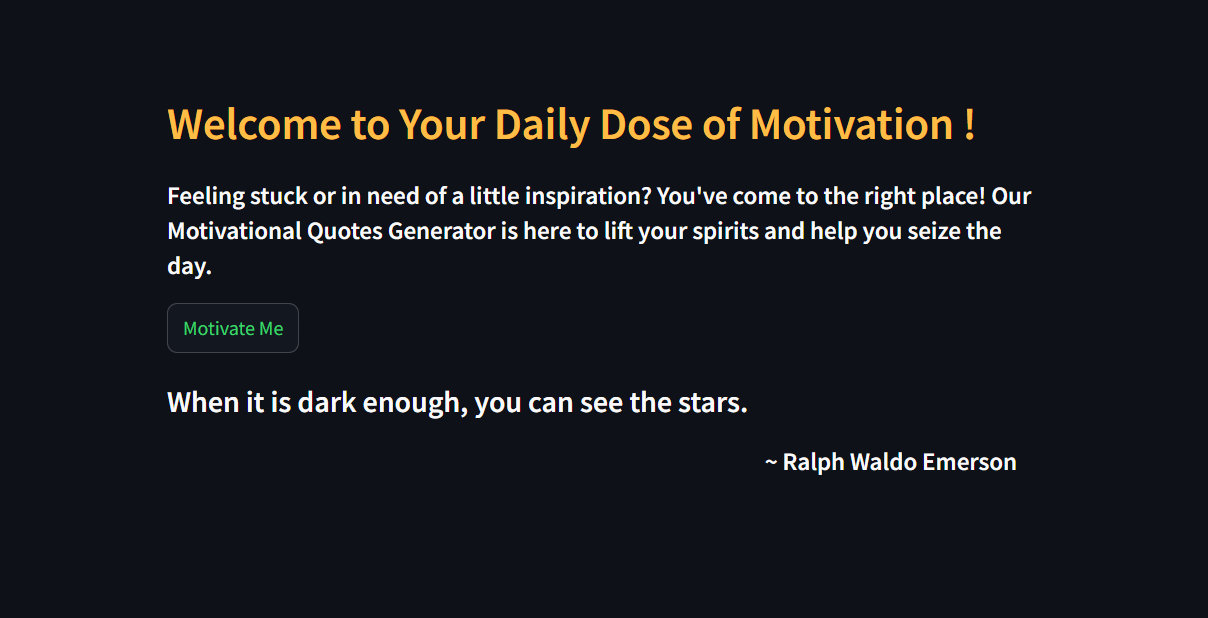 Welcome to Your Daily Dose of Motivation !
Feeling stuck or in need of a little inspiration? You've come to the right place! Our
Motivational Quotes Generator is here to lift your spirits and help you seize the
day.
Motivate Me
When it is dark enough, you can see the stars.
~ Ralph Waldo Emerson